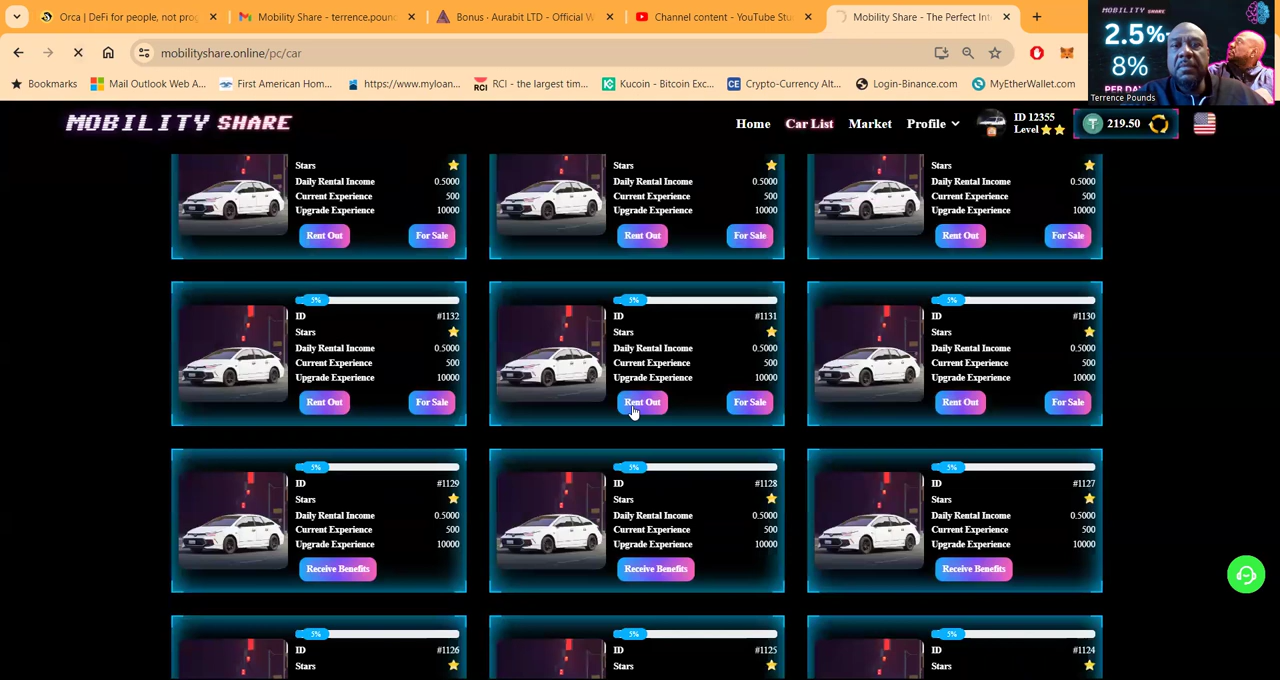 Orca | DeFi for people, not prog
Mobility Share - terrence.pound
Bonus · Aurabit LTD - Official W
Channel content - YouTube Stu
Mobility Share - The Perfect Int
mobilityshare.online/pc/car
Bookmarks
Mail Outlook Web A...
First American Hom...
https://www.myloan...
RCI - the largest tim...
Kucoin - Bitcoin Exc...
Crypto-Currency Alt...
Login-Binance.com
MyEtherWallet.com
MOBILITY SHARE
2.5%-
8%
PER DAY
Terrence Pounds
MOBILITY SHARE
Home
Car List
Market
Profile
ID 12355
Level
219.50
Stars
Daily Rental Income 0.5000
Current Experience 500
Upgrade Experience 10000
Rent Out
For Sale
Stars
Daily Rental Income 0.5000
Current Experience 500
Upgrade Experience 10000
Rent Out
For Sale
Stars
Daily Rental Income 0.5000
Current Experience 500
Upgrade Experience 10000
Rent Out
For Sale
5%
ID #1132
Stars
Daily Rental Income 0.5000
Current Experience 500
Upgrade Experience 10000
Rent Out
For Sale
5%
ID #1131
Stars
Daily Rental Income 0.5000
Current Experience 500
Upgrade Experience 10000
Rent Out
For Sale
5%
ID #1130
Stars
Daily Rental Income 0.5000
Current Experience 500
Upgrade Experience 10000
Rent Out
For Sale
5%
ID #1129
Stars
Daily Rental Income 0.5000
Current Experience 500
Upgrade Experience 10000
Receive Benefits
5%
ID #1128
Stars
Daily Rental Income 0.5000
Current Experience 500
Upgrade Experience 10000
Receive Benefits
5%
ID #1127
Stars
Daily Rental Income 0.5000
Current Experience 500
Upgrade Experience 10000
Receive Benefits
5%
ID #1126
Stars
5%
ID #1125
Stars
5%
ID #1124
Stars